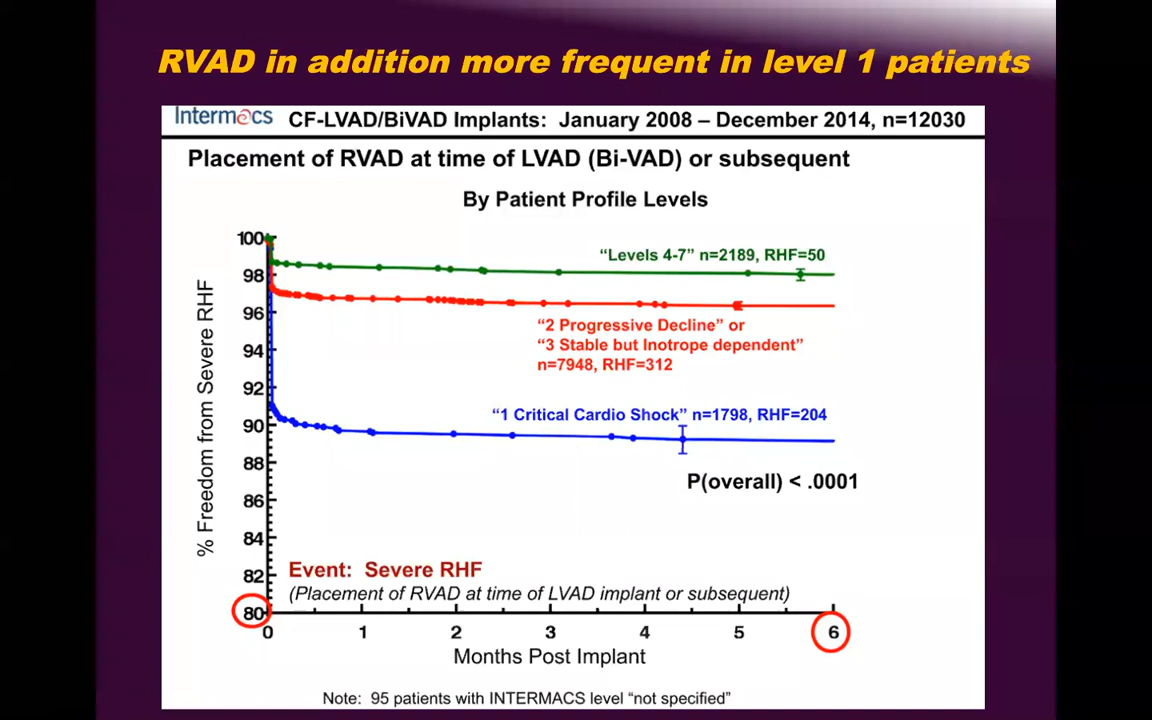 RVAD in addition more frequent in level 1 patients
Intermacs CF-LVAD/BiVAD Implants: January 2008 – December 2014, n=12030
Placement of RVAD at time of LVAD (Bi-VAD) or subsequent
By Patient Profile Levels
% Freedom from Severe RHF
100
98
96
94
92
90
88
86
84
82
80
“Levels 4-7” n=2189, RHF=50
“2 Progressive Decline” or
“3 Stable but Inotrope dependent”
n=7948, RHF=312
“1 Critical Cardio Shock” n=1798, RHF=204
P(overall) < .0001
Event: Severe RHF
(Placement of RVAD at time of LVAD implant or subsequent)
0 1 2 3 4 5 6
Months Post Implant
Note: 95 patients with INTERMACS level “not specified”